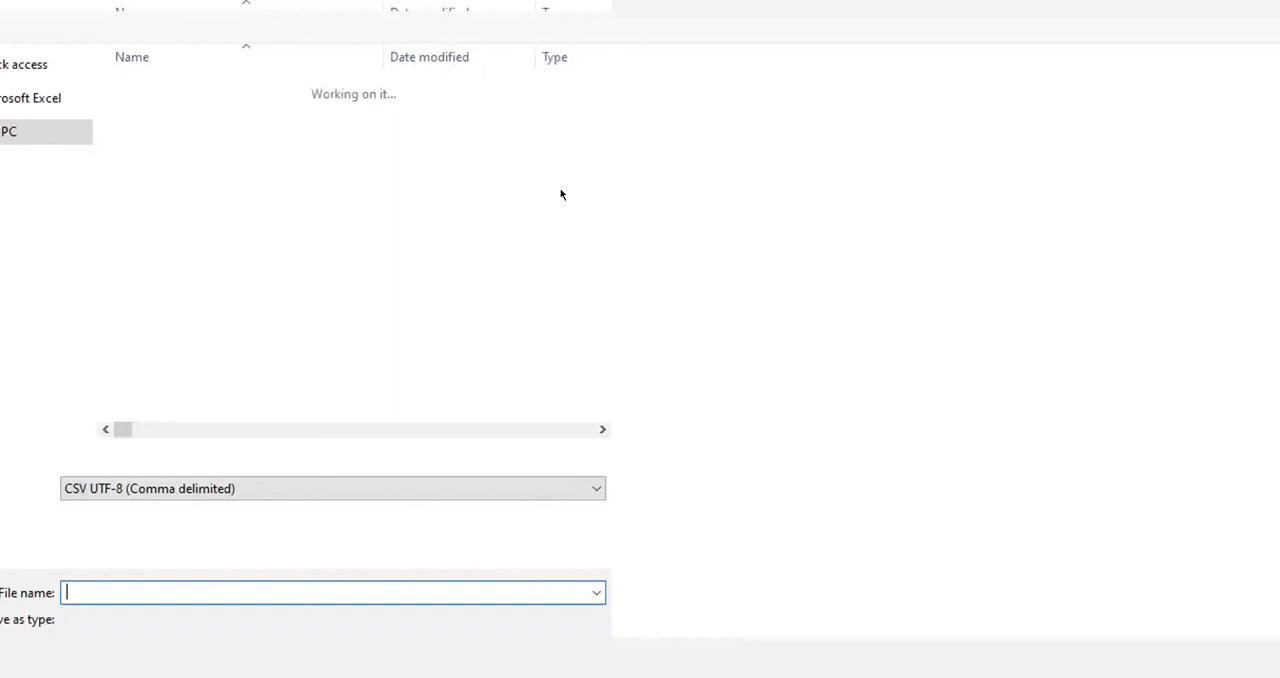 Name Date modified Type
ck access
rosoft Excel
PC
Working on it...
CSV UTF-8 (Comma delimited)
File name:
ve as type: